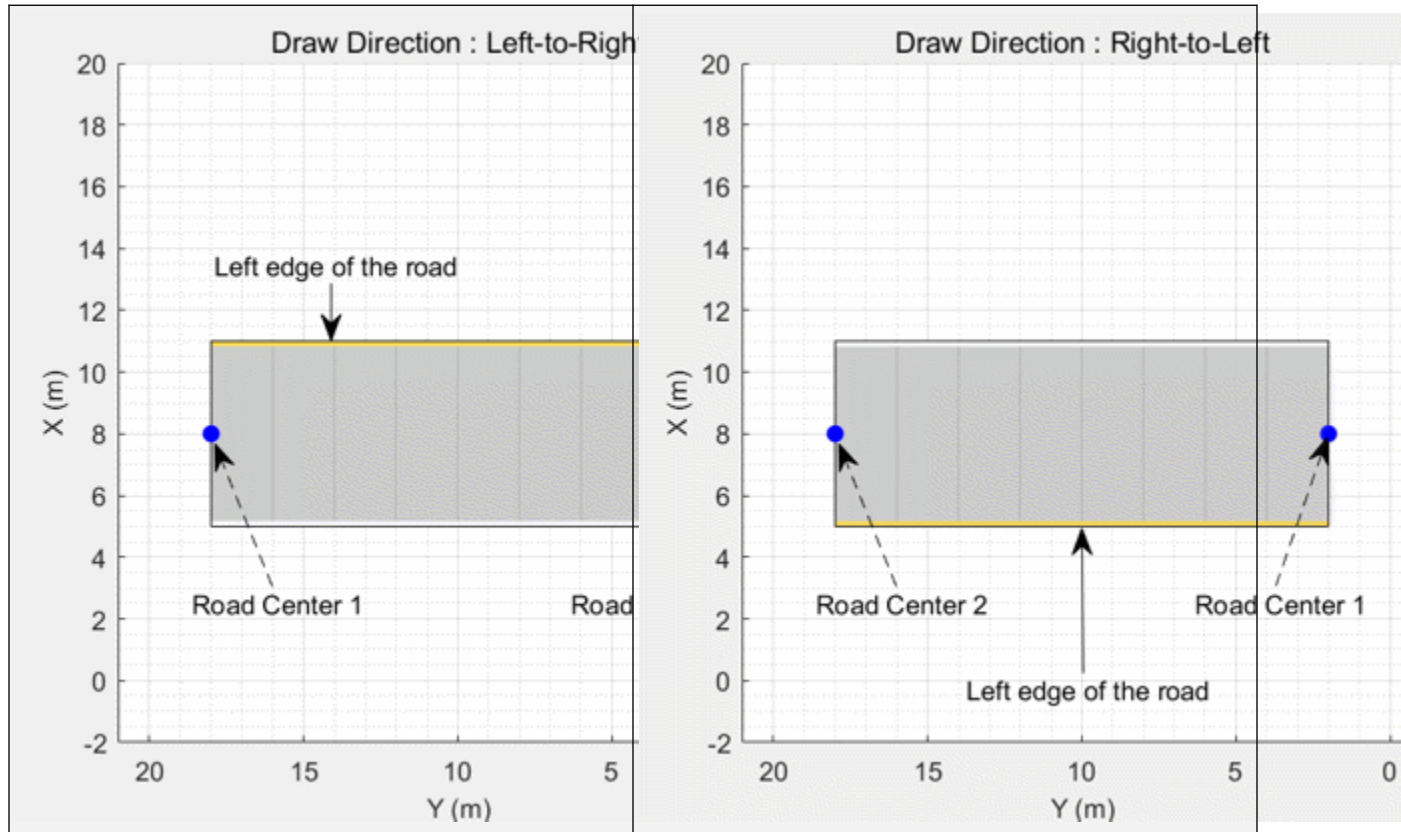 Draw Direction : Left-to-Righ
20
18
16
14
12
10
8
6
4
2
0
-2
X (m)
Left edge of the road
Road Center 1
Road
20
15
10
5
Y (m)
Draw Direction : Right-to-Left
20
18
16
14
12
10
8
6
4
2
0
-2
X (m)
Road Center 2
Road Center 1
Left edge of the road
20
15
10
5
0
Y (m)